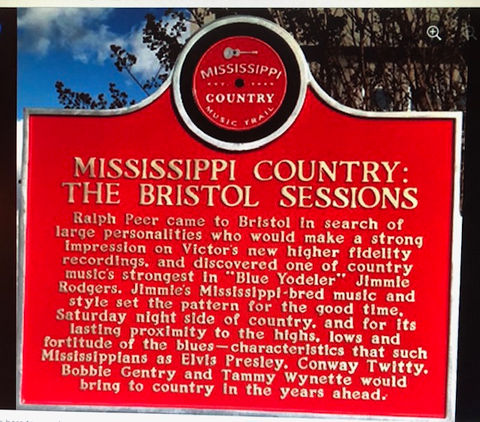 MISSISSIPPI
EST. 2010
COUNTRY
MUSIC TRAIL
MISSISSIPPI COUNTRY:
THE BRISTOL SESSIONS
Ralph Peer came to Bristol in search of
large personalities who would make a strong
impression on Victor's new higher fidelity
recordings, and discovered one of country
music's strongest in "Blue Yodeler" Jimmie
Rodgers. Jimmie's Mississippi-bred music and
style set the pattern for the good time,
Saturday night side of country, and for its
lasting proximity to the highs, lows and
fortitude of the blues—characteristics that such
Mississippians as Elvis Presley, Conway Twitty,
Bobbie Gentry and Tammy Wynette would
bring to country in the years ahead.